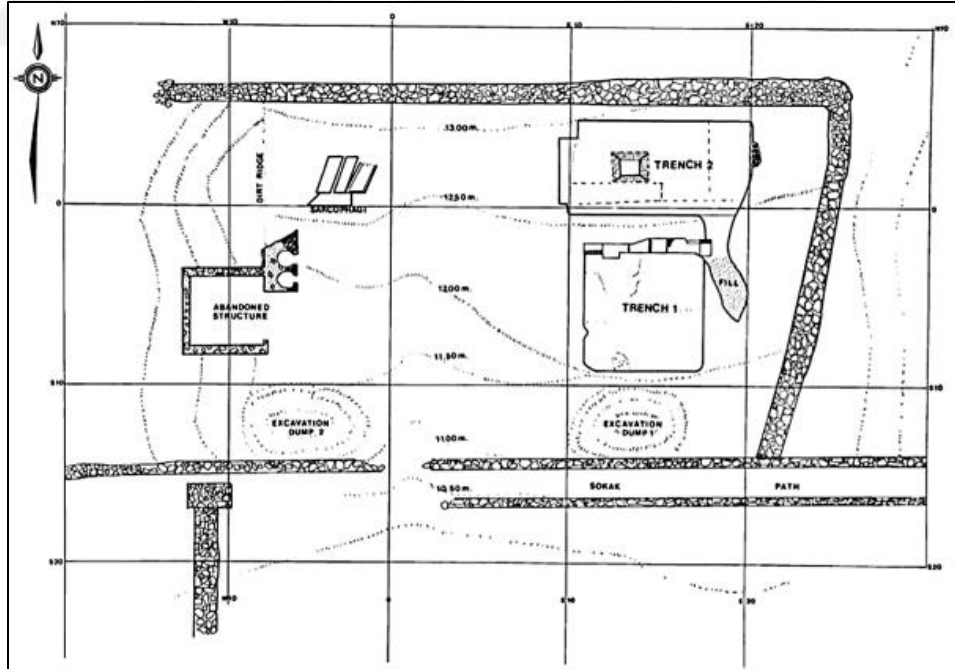 N10 W10 0 E10 E20 N10
N
13.00 m.
DIRT RIDGE
TRENCH 2
SARCOPHAGI
12.50 m.
0 0
FILL
12.00 m.
TRENCH 1
ABANDONED
STRUCTURE
11.50 m.
S10 S10
EXCAVATION
DUMP 2
EXCAVATION
DUMP 1
11.00 m.
10.50 m.
SOKAK PATH
S20 S20
W10 0 E10 E20